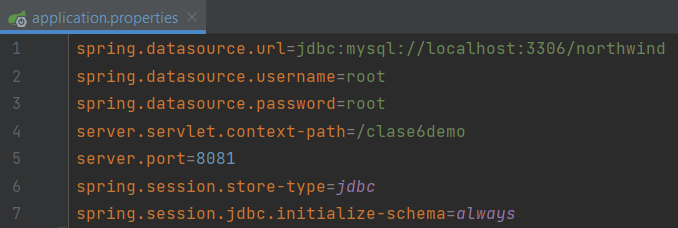 application.properties
1 spring.datasource.url=jdbc:mysql://localhost:3306/northwind
2 spring.datasource.username=root
3 spring.datasource.password=root
4 server.servlet.context-path=/clase6demo
5 server.port=8081
6 spring.session.store-type=jdbc
7 spring.session.jdbc.initialize-schema=always